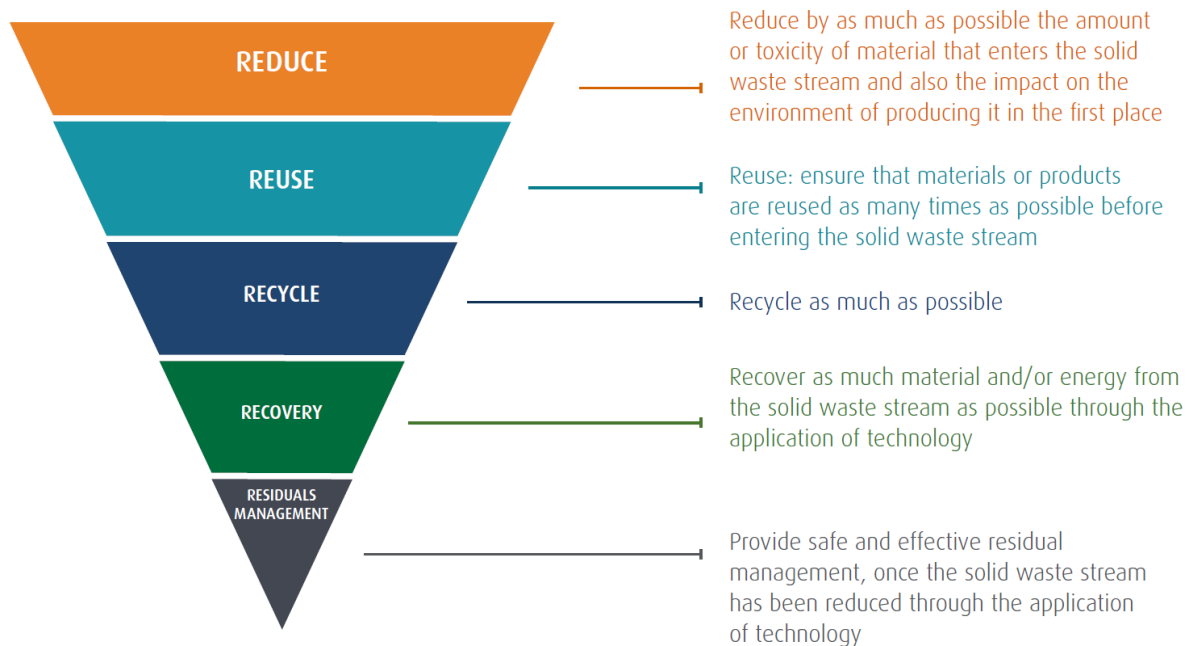 REDUCE
Reduce by as much as possible the amount
or toxicity of material that enters the solid
waste stream and also the impact on the
environment of producing it in the first place
REUSE
Reuse: ensure that materials or products
are reused as many times as possible before
entering the solid waste stream
RECYCLE
Recycle as much as possible
RECOVERY
Recover as much material and/or energy from
the solid waste stream as possible through the
application of technology
RESIDUALS
MANAGEMENT
Provide safe and effective residual
management, once the solid waste stream
has been reduced through the application
of technology